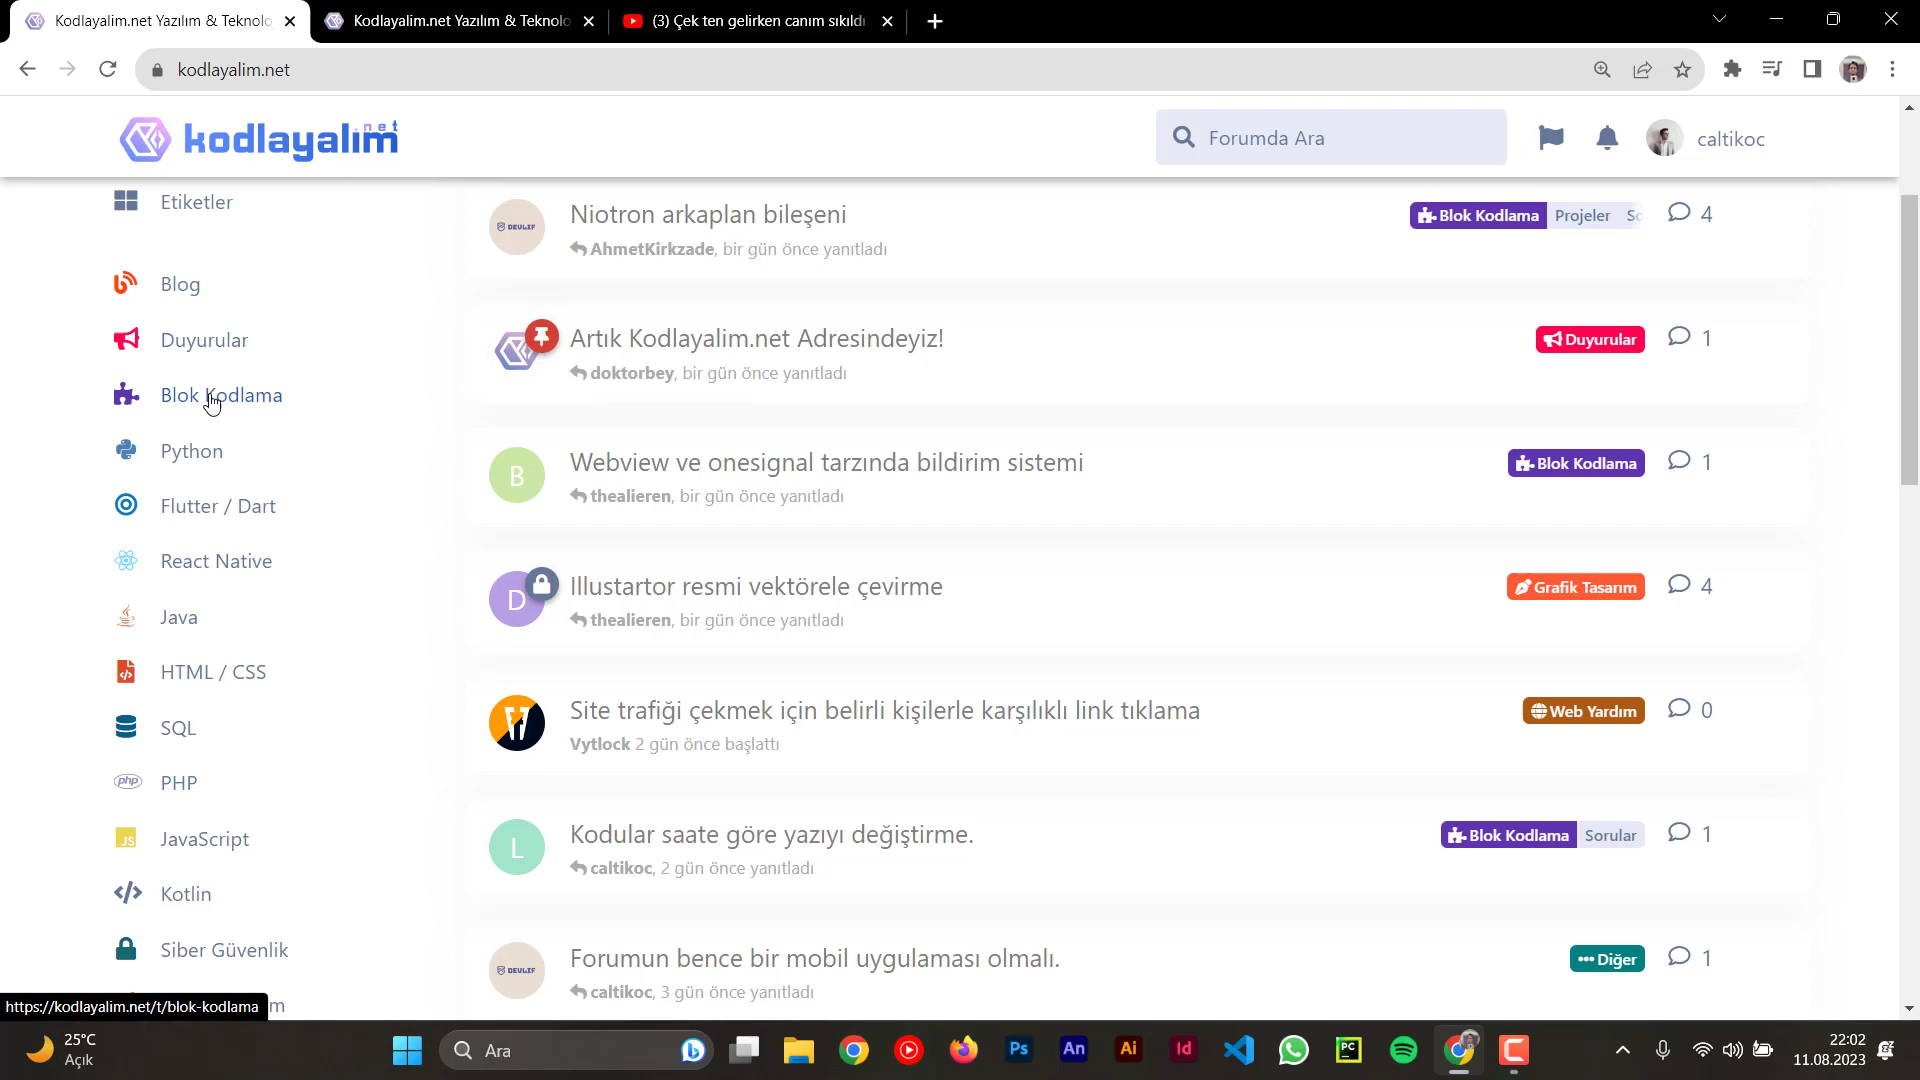 Kodlayalim.net Yazılım & Teknolo
Kodlayalim.net Yazılım & Teknolo
(3) Çek ten gelirken canım sıkıldı
kodlayalim.net
kodlayalim
.net
Forumda Ara
caltikoc
Etiketler
Blog
Duyurular
Blok Kodlama
Python
Flutter / Dart
React Native
Java
HTML / CSS
SQL
PHP
JavaScript
Kotlin
Siber Güvenlik
Niotron arkaplan bileşeni
AhmetKirkzade, bir gün önce yanıtladı
Blok Kodlama Projeler
4
Artık Kodlayalim.net Adresindeyiz!
doktorbey, bir gün önce yanıtladı
Duyurular
1
B
Webview ve onesignal tarzında bildirim sistemi
thealieren, bir gün önce yanıtladı
Blok Kodlama
1
D
Illustartor resmi vektörele çevirme
thealieren, bir gün önce yanıtladı
Grafik Tasarım
4
Site trafiği çekmek için belirli kişilerle karşılıklı link tıklama
Vytlock 2 gün önce başlattı
Web Yardım
0
L
Kodular saate göre yazıyı değiştirme.
caltikoc, 2 gün önce yanıtladı
Blok Kodlama Sorular
1
DEVLIF
Forumun bence bir mobil uygulaması olmalı.
caltikoc, 3 gün önce yanıtladı
Diğer
1
https://kodlayalim.net/t/blok-kodlama
25°C
Açık
Ara
Ps
An
Ai
Id
PC
22:02
11.08.2023